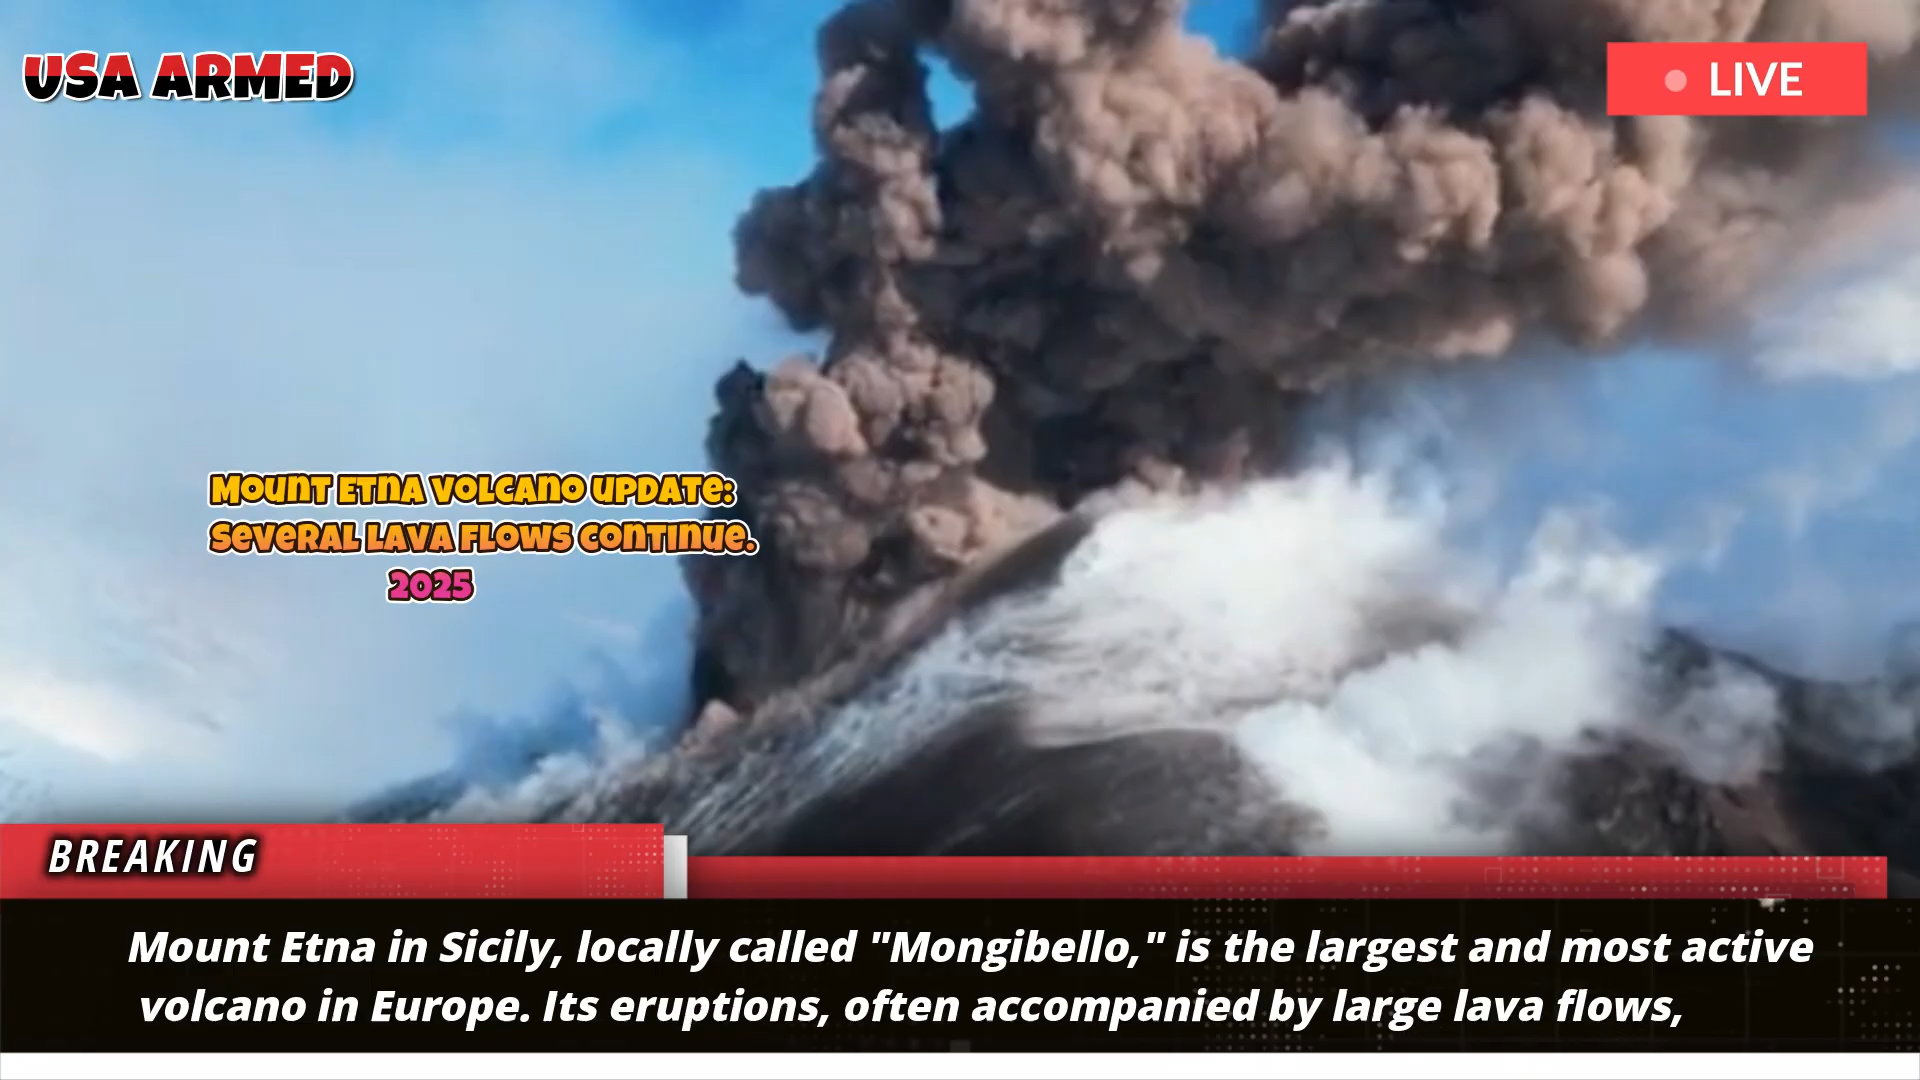 USA ARMED
LIVE
Mount Etna volcano update:
several lava flows continue.
2025
BREAKING
Mount Etna in Sicily, locally called "Mongibello," is the largest and most active
volcano in Europe. Its eruptions, often accompanied by large lava flows,